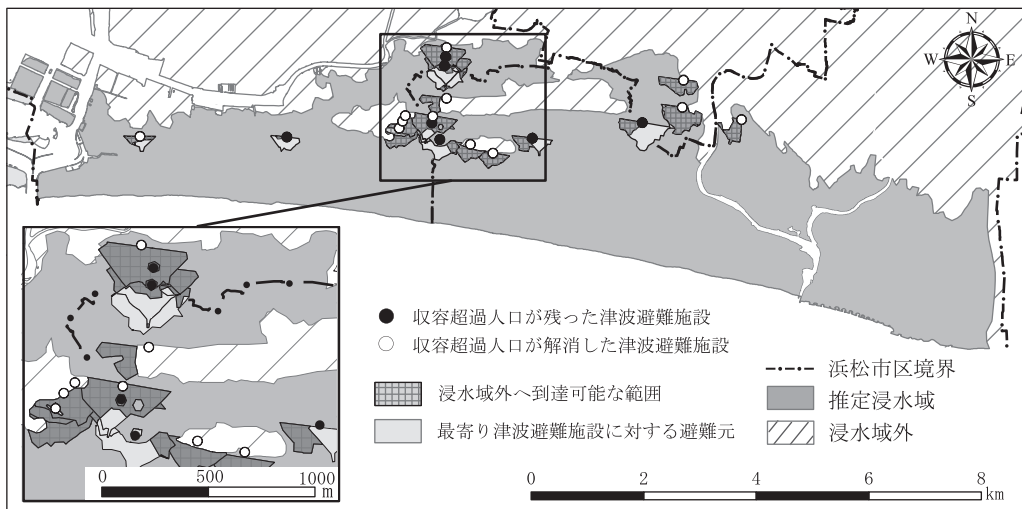 N
W
E
S
収容超過人口が残った津波避難施設
収容超過人口が解消した津波避難施設
浸水域外へ到達可能な範囲
最寄り津波避難施設に対する避難元
浜松市区境界
推定浸水域
浸水域外
0 500 1000
m
0 2 4 6 8
km